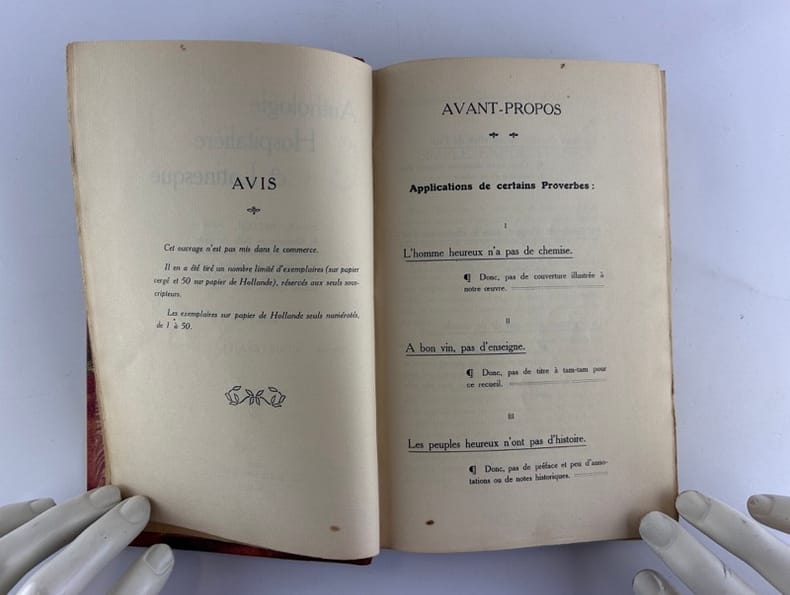 AVIS
Cet ouvrage n'est pas mis dans le commerce.
Il en a été tiré un nombre limité d'exemplaires (sur papier
vergé et 50 sur papier de Hollande), réservés aux seuls sous-
cripteurs.
Les exemplaires sur papier de Hollande seuls numérotés,
de 1 à 50.
AVANT-PROPOS
Applications de certains Proverbes :
I
L'homme heureux n'a pas de chemise.
¶ Donc, pas de couverture illustrée à
notre œuvre.
II
A bon vin, pas d'enseigne.
¶ Donc, pas de titre à tam-tam pour
ce recueil.
III
Les peuples heureux n'ont pas d'histoire.
¶ Donc, pas de préface et peu d'anno-
tations ou de notes historiques.